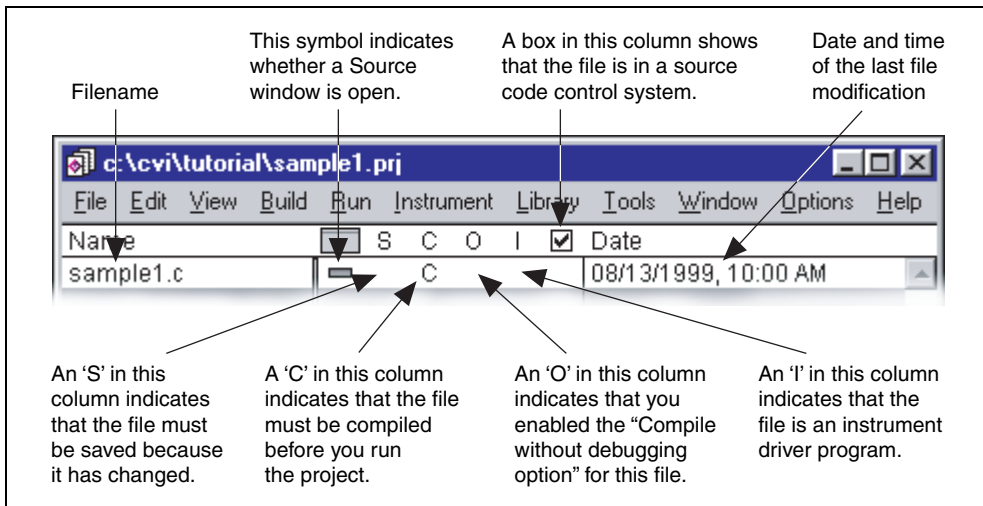 Filename
This symbol indicates
whether a Source
window is open.
A box in this column shows
that the file is in a source
code control system.
Date and time
of the last file
modification
c:\cvi\tutorial\sample1.prj
File Edit View Build Run Instrument Library Tools Window Options Help
Name S C O I Date
sample1.c C 08/13/1999, 10:00 AM
An ‘S’ in this
column indicates
that the file must
be saved because
it has changed.
A ‘C’ in this column
indicates that the file
must be compiled
before you run
the project.
An ‘O’ in this column
indicates that you
enabled the “Compile
without debugging
option” for this file.
An ‘I’ in this column
indicates that the
file is an instrument
driver program.